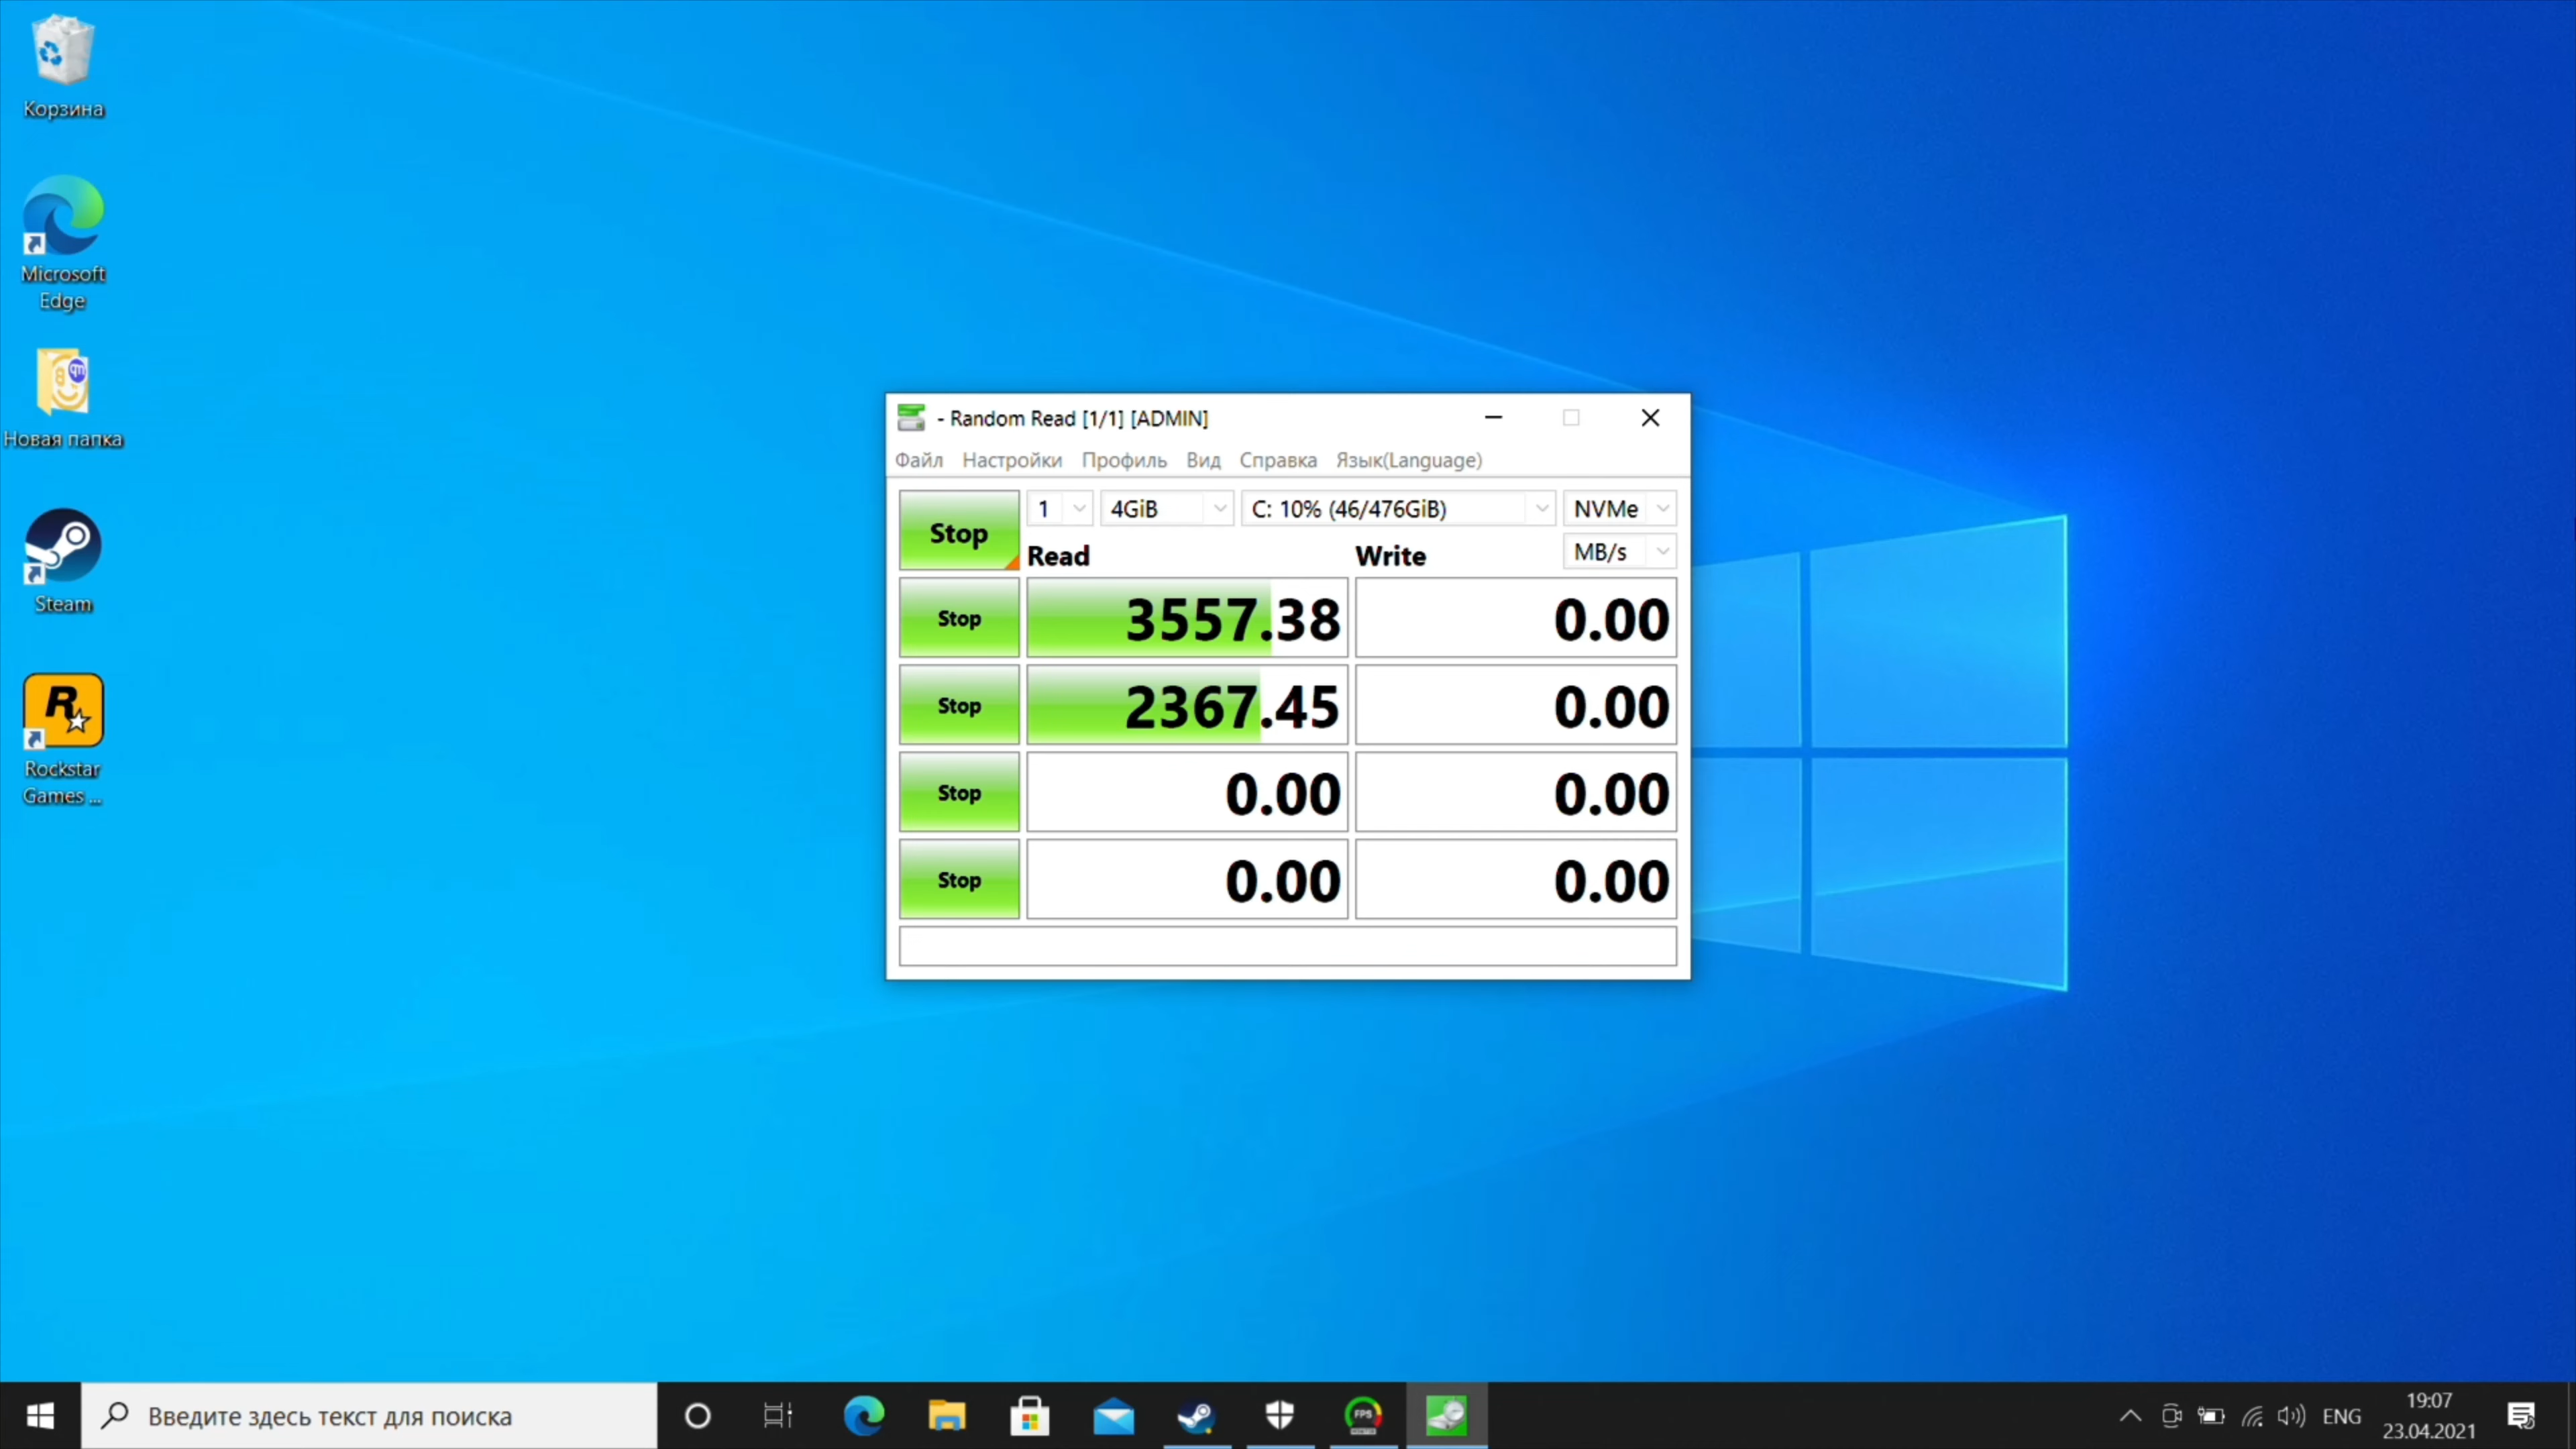 Корзина
Microsoft
Edge
Новая папка
Steam
Rockstar
Games ...
- Random Read [1/1] [ADMIN]
Файл Настройки Профиль Вид Справка Язык(Language)
Stop 1 4GiB C: 10% (46/476GiB) NVMe
Read Write MB/s
Stop 3557.38 0.00
Stop 2367.45 0.00
Stop 0.00 0.00
Stop 0.00 0.00
Введите здесь текст для поиска
FPS
ENG
19:07
23.04.2021